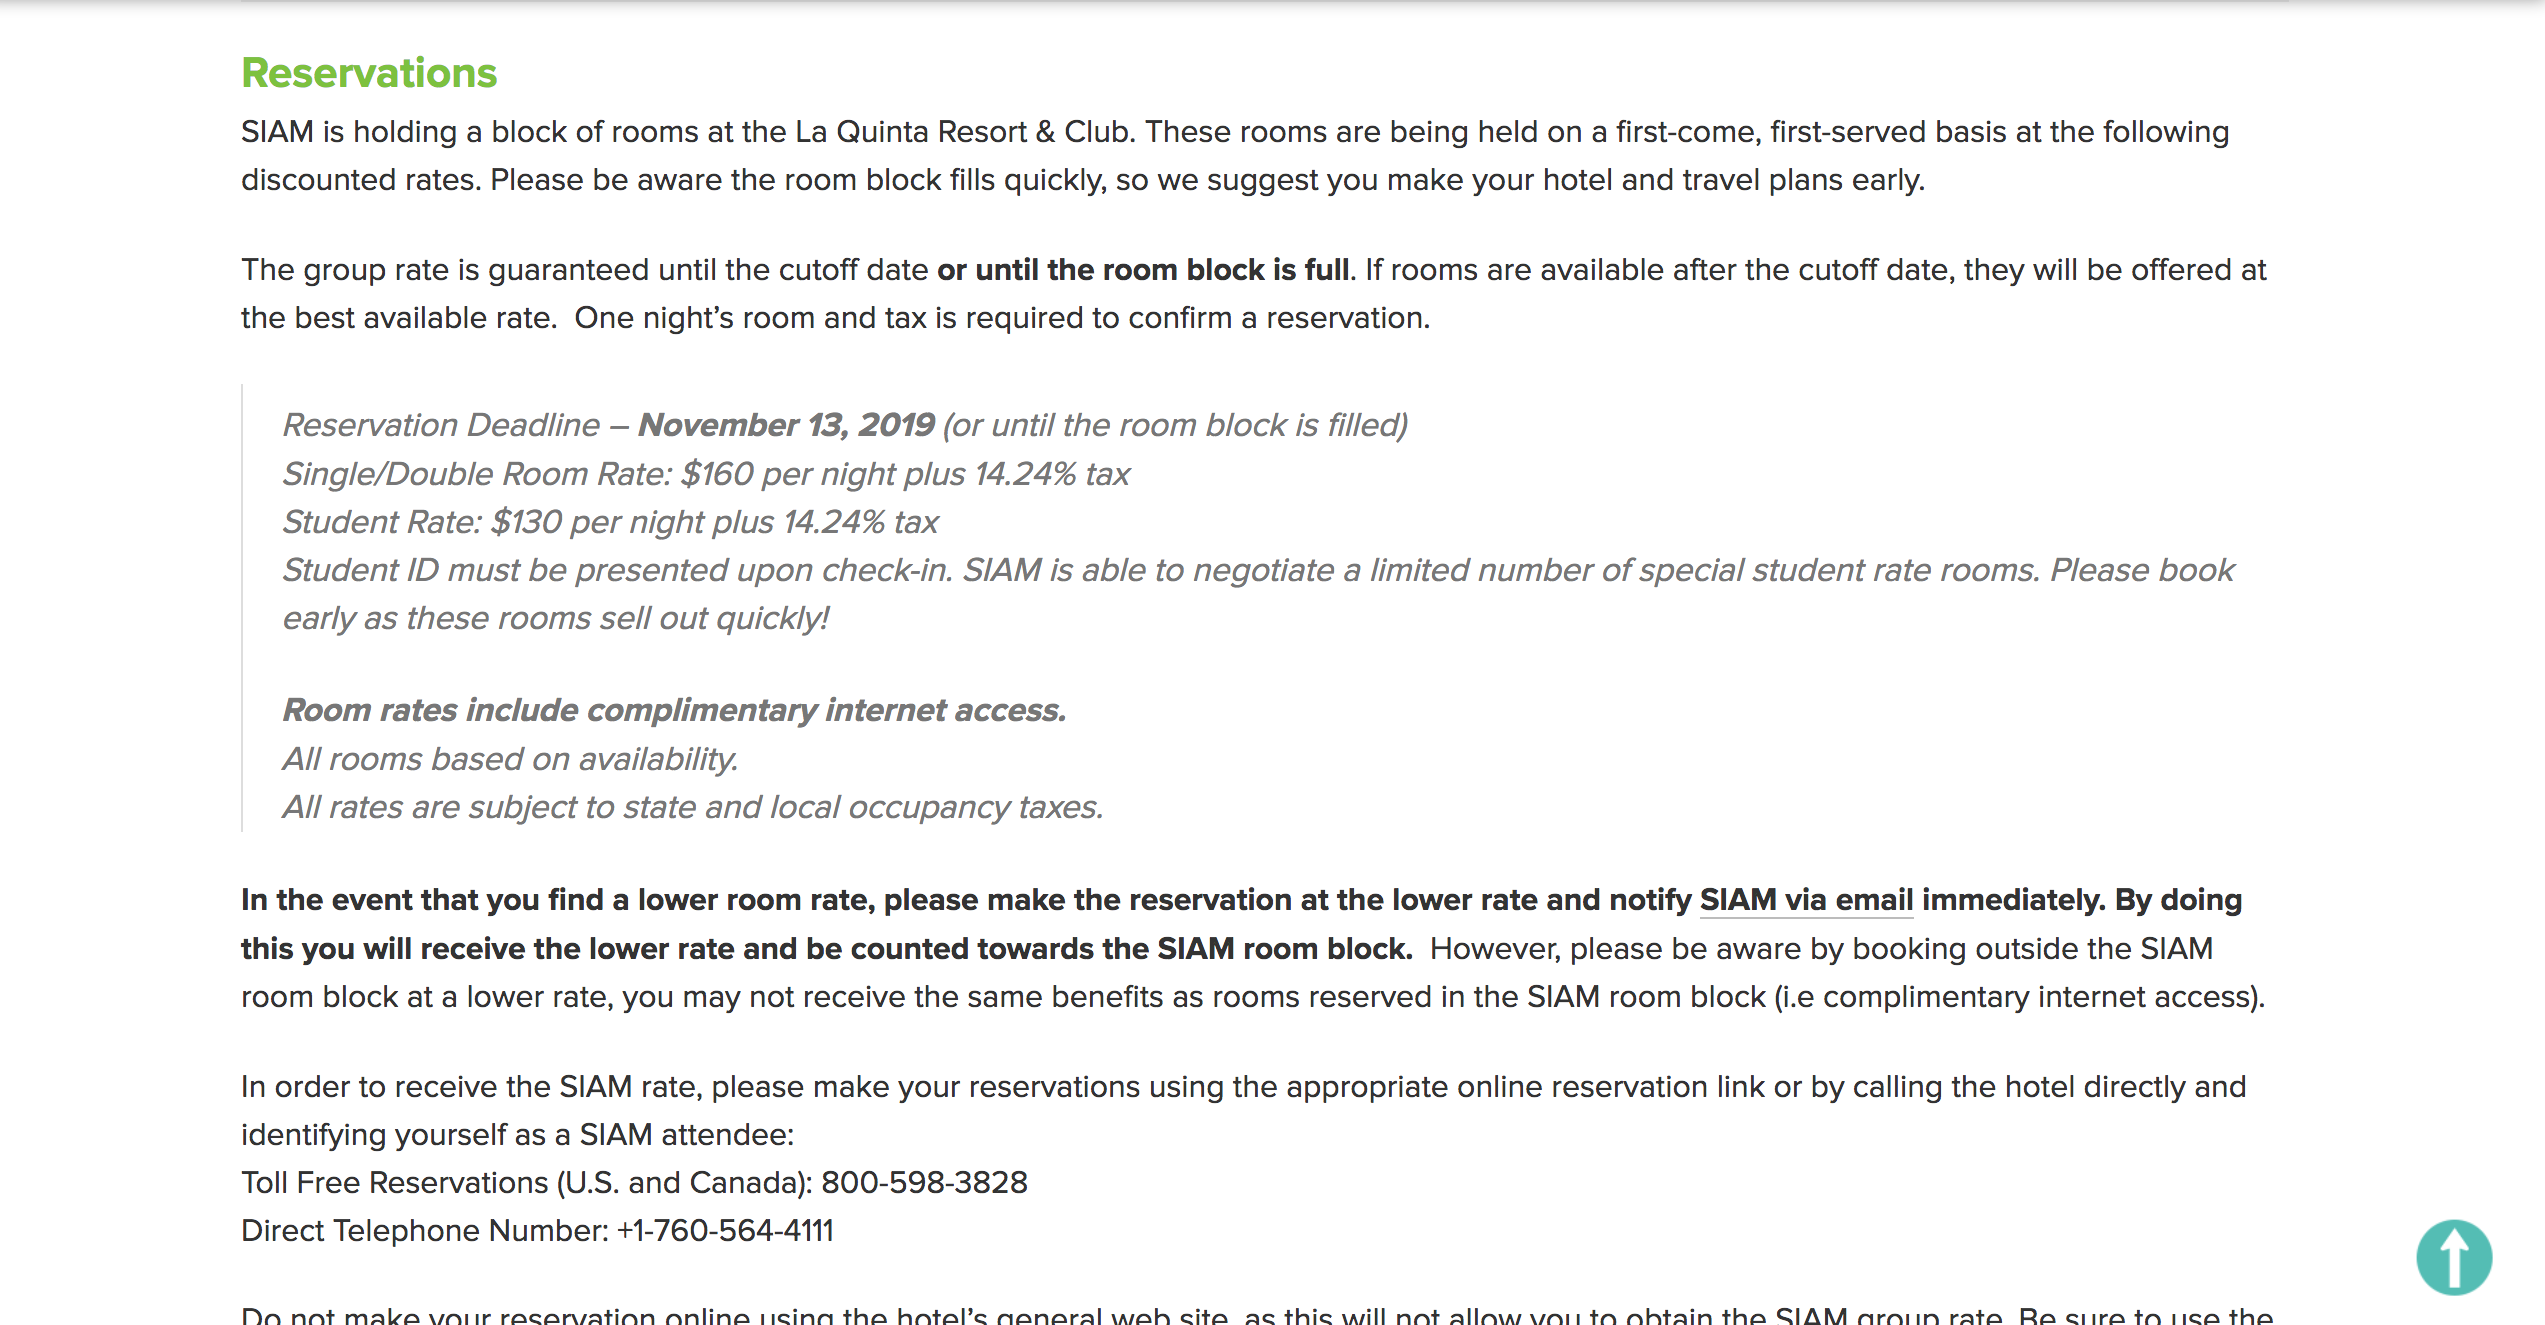 Reservations
SIAM is holding a block of rooms at the La Quinta Resort & Club. These rooms are being held on a first-come, first-served basis at the following
discounted rates. Please be aware the room block fills quickly, so we suggest you make your hotel and travel plans early.
The group rate is guaranteed until the cutoff date or until the room block is full. If rooms are available after the cutoff date, they will be offered at
the best available rate.  One night’s room and tax is required to confirm a reservation.
Reservation Deadline – November 13, 2019 (or until the room block is filled)
Single/Double Room Rate: $160 per night plus 14.24% tax
Student Rate: $130 per night plus 14.24% tax
Student ID must be presented upon check-in. SIAM is able to negotiate a limited number of special student rate rooms. Please book
early as these rooms sell out quickly!
Room rates include complimentary internet access.
All rooms based on availability.
All rates are subject to state and local occupancy taxes.
In the event that you find a lower room rate, please make the reservation at the lower rate and notify SIAM via email immediately. By doing
this you will receive the lower rate and be counted towards the SIAM room block.  However, please be aware by booking outside the SIAM
room block at a lower rate, you may not receive the same benefits as rooms reserved in the SIAM room block (i.e complimentary internet access).
In order to receive the SIAM rate, please make your reservations using the appropriate online reservation link or by calling the hotel directly and
identifying yourself as a SIAM attendee:
Toll Free Reservations (U.S. and Canada): 800-598-3828
Direct Telephone Number: +1-760-564-4111
Do not make your reservation online using the hotel’s general web site, as this will not allow you to obtain the SIAM group rate. Be sure to use the